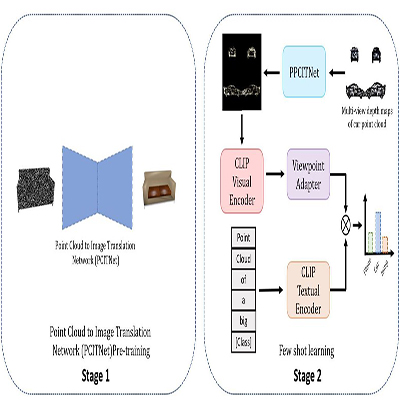 Point Cloud to Image Translation
Network (PCITNet)
Point Cloud to Image Translation
Network (PCITNet)Pre-training
Stage 1
PPCITNet
Multi-view depth maps
of car point cloud
CLIP
Visual
Encoder
Viewpoint
Adapter
Point
Cloud
of
a
big
[Class]
CLIP
Textual
Encoder
Few shot learning
Stage 2